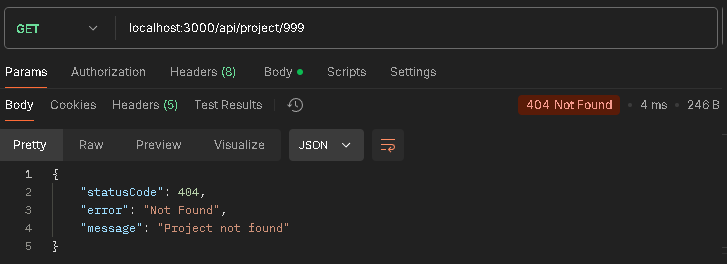 GET localhost:3000/api/project/999
Params Authorization Headers (8) Body Scripts Settings
Body Cookies Headers (5) Test Results 404 Not Found 4 ms 246 B
Pretty Raw Preview Visualize JSON
1 {
2 "statusCode": 404,
3 "error": "Not Found",
4 "message": "Project not found"
5 }